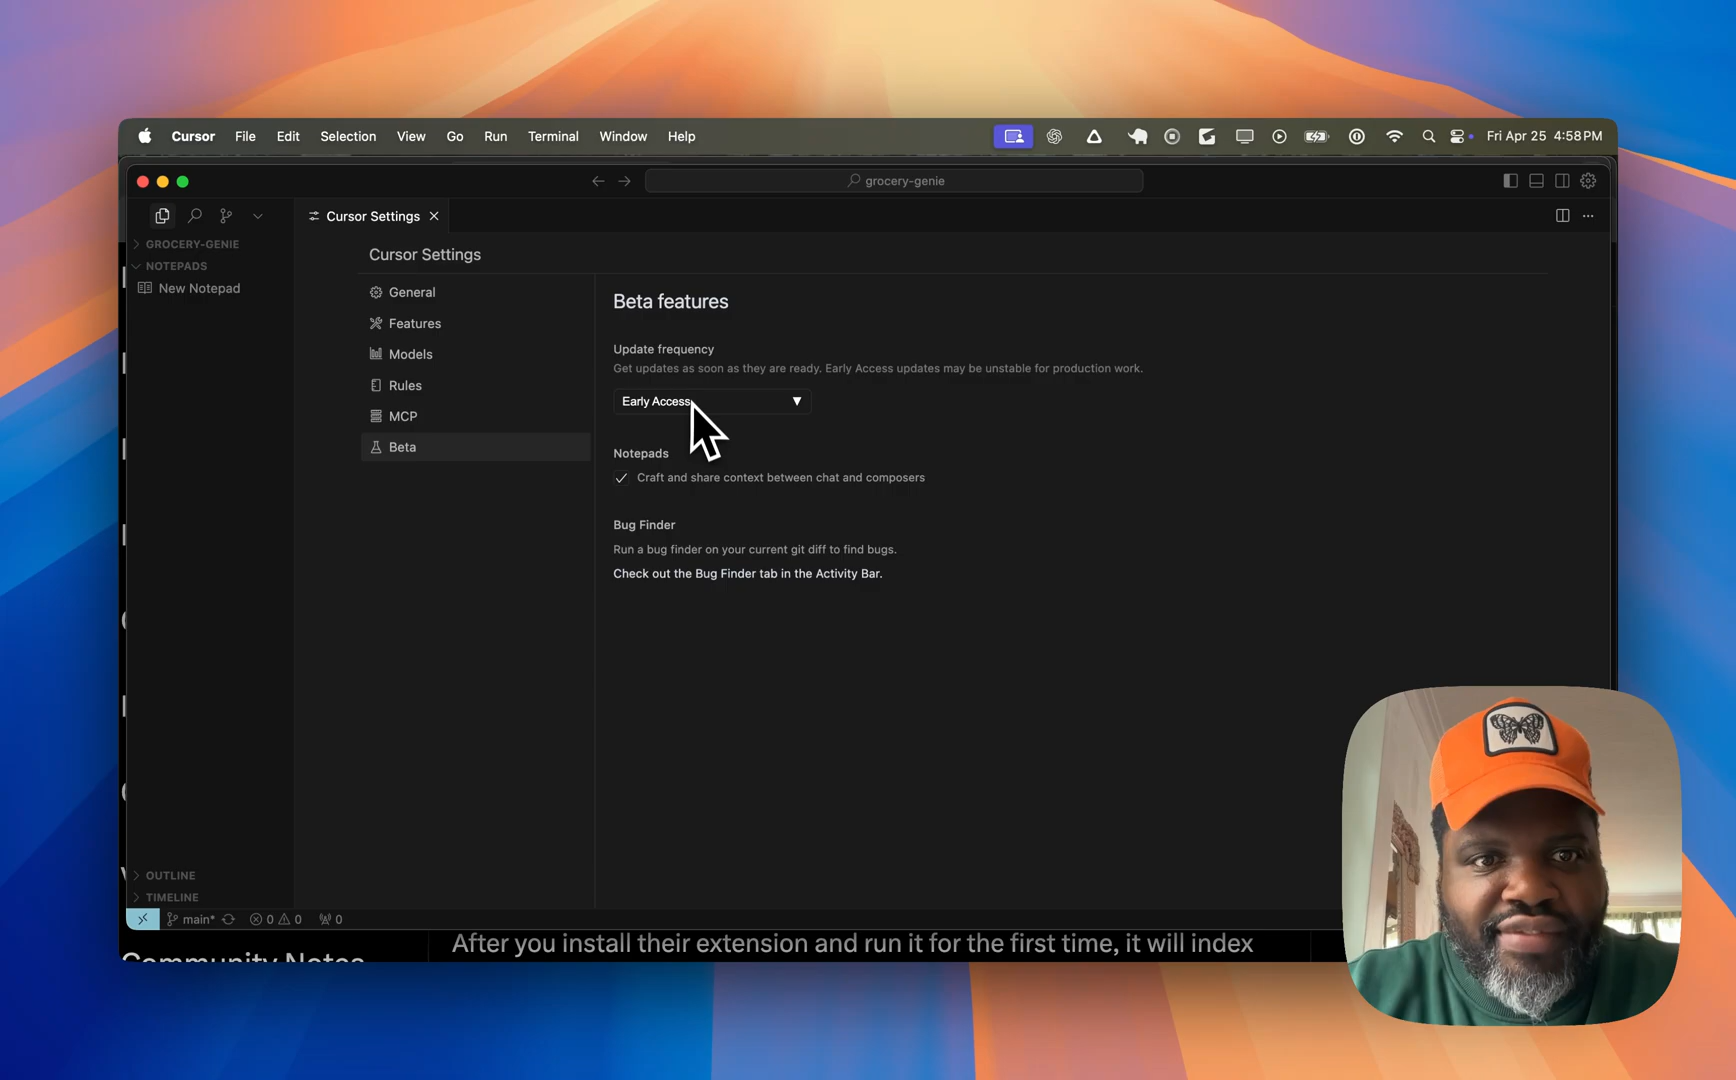 Cursor File Edit Selection View Go Run Terminal Window Help Fri Apr 25 4:58 PM
grocery-genie
Cursor Settings
GROCERY-GENIE
NOTEPADS
New Notepad
OUTLINE
TIMELINE
Cursor Settings
General
Features
Models
Rules
MCP
Beta
Beta features
Update frequency
Get updates as soon as they are ready. Early Access updates may be unstable for production work.
Early Access
Notepads
Craft and share context between chat and composers
Bug Finder
Run a bug finder on your current git diff to find bugs.
Check out the Bug Finder tab in the Activity Bar.
main* 0 0 0
After you install their extension and run it for the first time, it will index
Community Notes